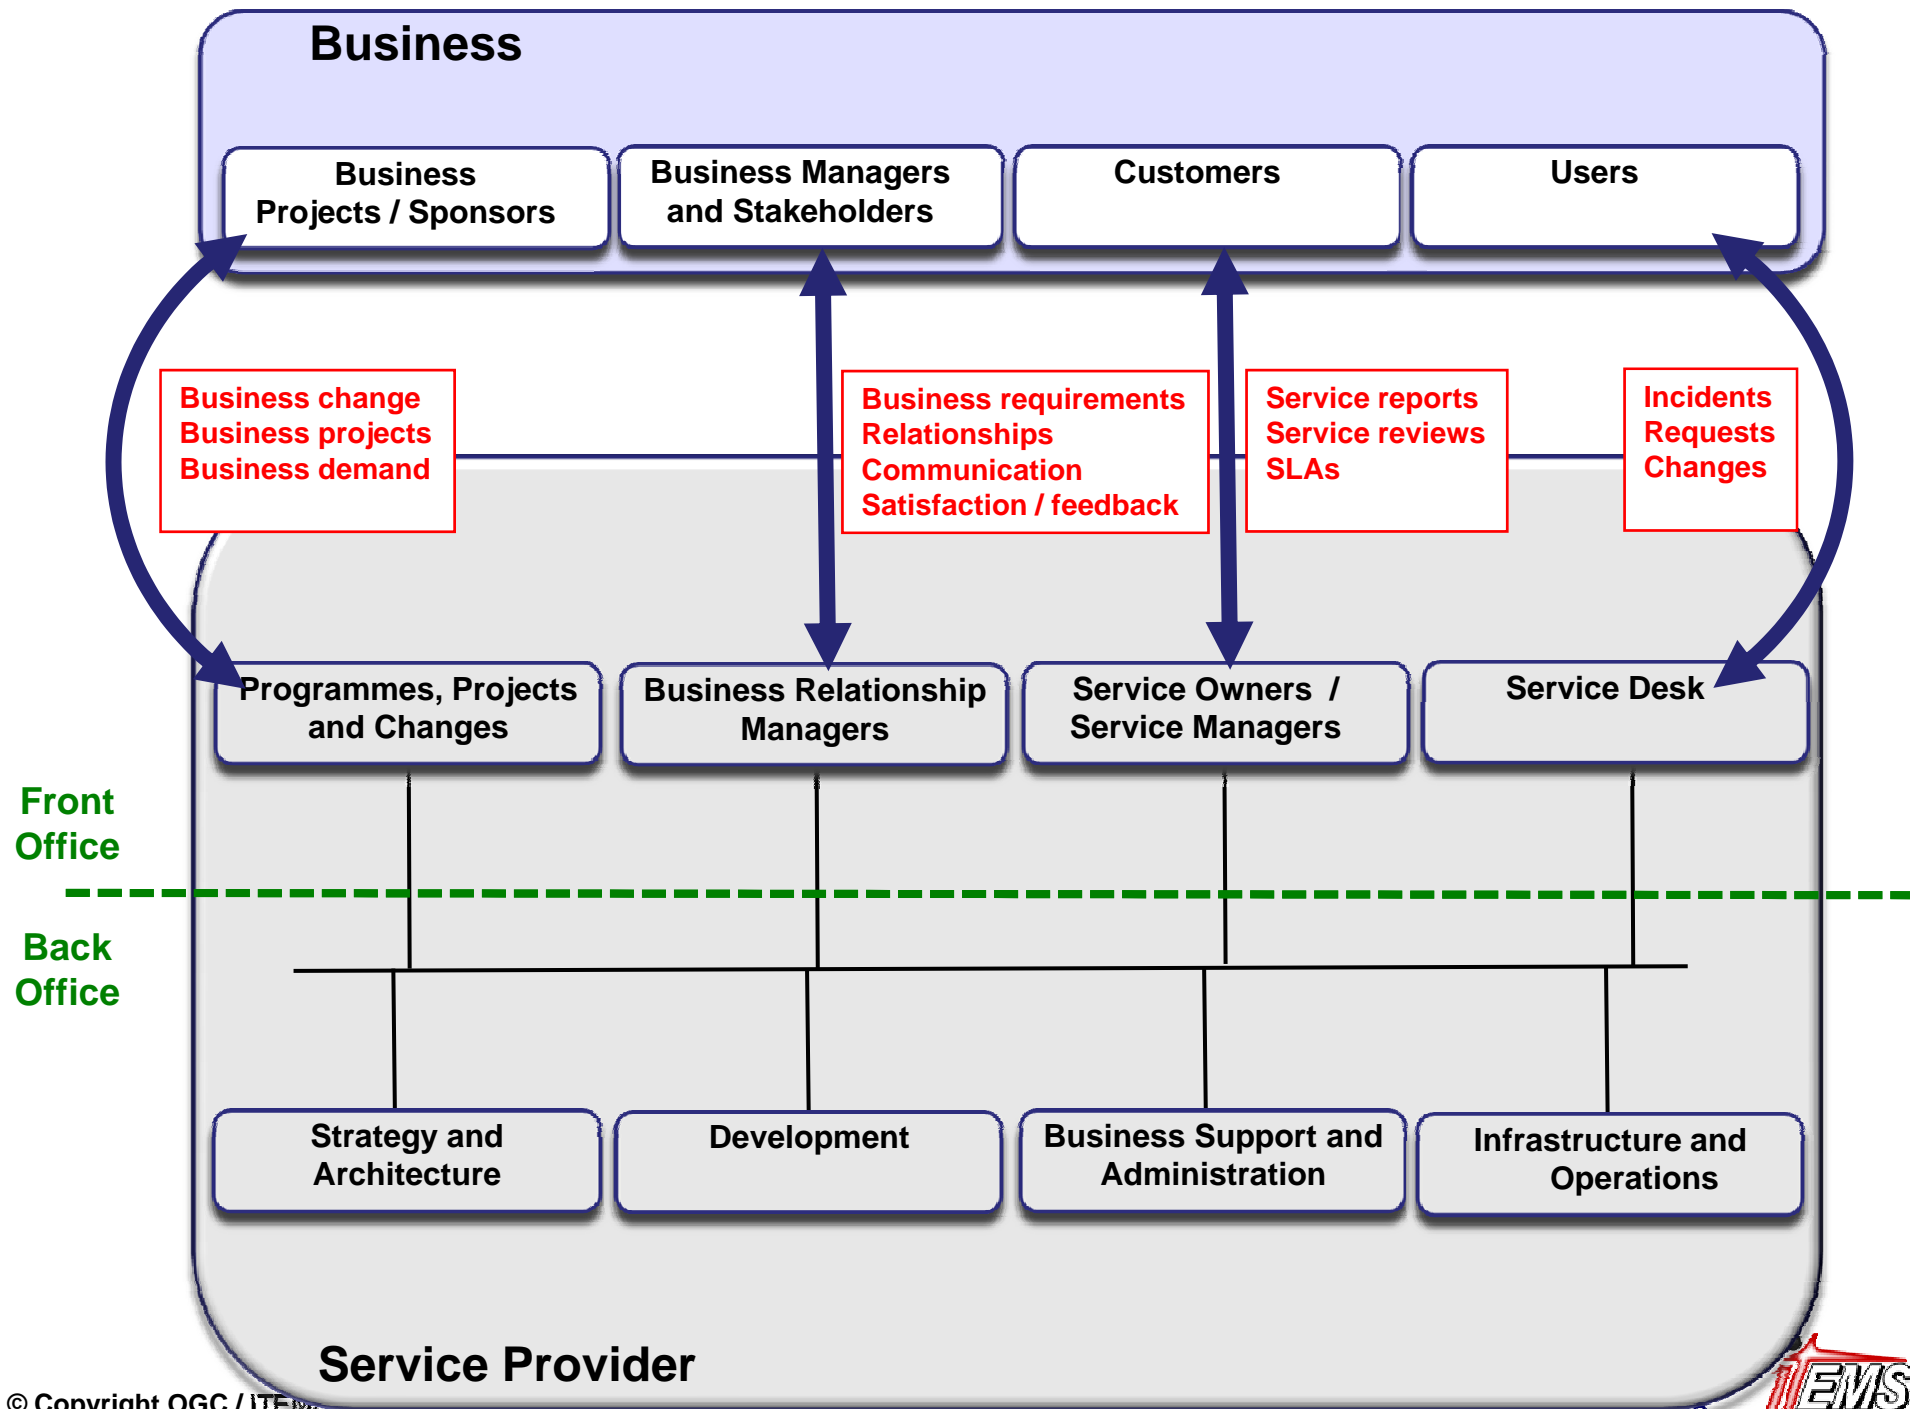 Business
Business
Projects / Sponsors
Business Managers
and Stakeholders
Customers
Users
Business change
Business projects
Business demand
Business requirements
Relationships
Communication
Satisfaction / feedback
Service reports
Service reviews
SLAs
Incidents
Requests
Changes
Programmes, Projects
and Changes
Business Relationship
Managers
Service Owners /
Service Managers
Service Desk
Front
Office
Back
Office
Strategy and
Architecture
Development
Business Support and
Administration
Infrastructure and
Operations
Service Provider
© Copyright OGC /
iTEMS